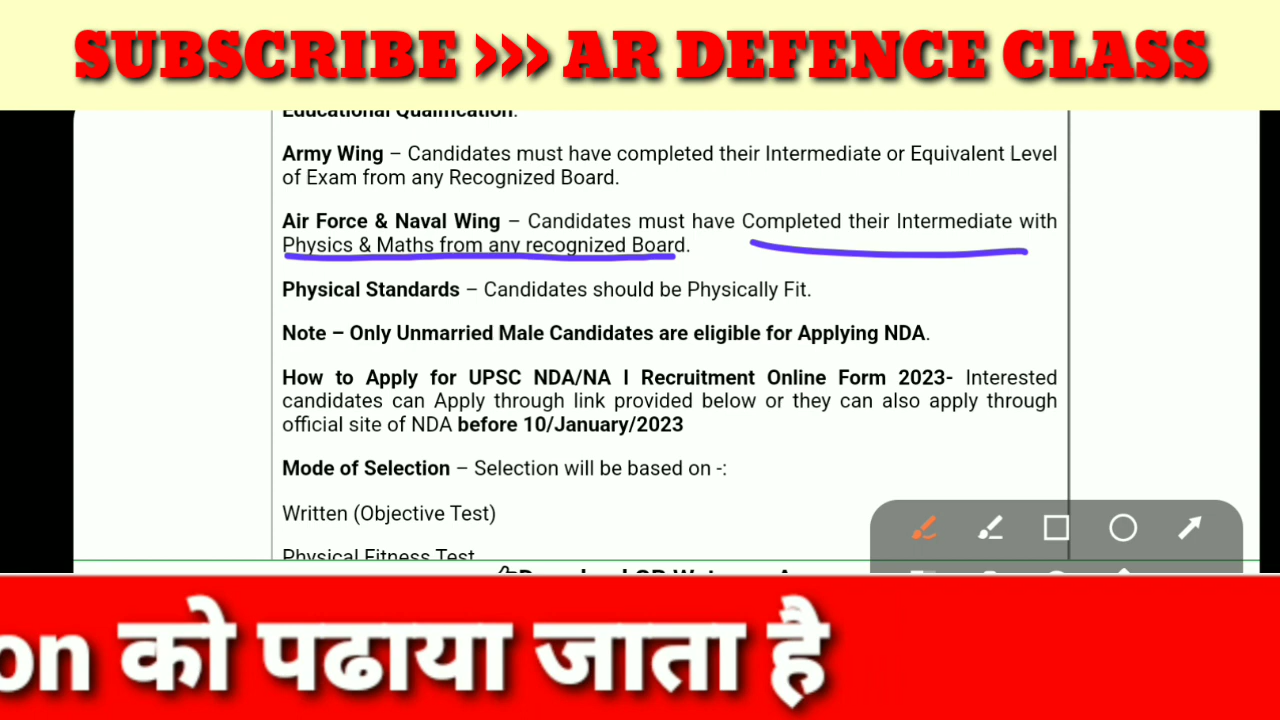 SUBSCRIBE >>> AR DEFENCE CLASS
Educational Qualification.
Army Wing – Candidates must have completed their Intermediate or Equivalent Level
of Exam from any Recognized Board.
Air Force & Naval Wing – Candidates must have Completed their Intermediate with
Physics & Maths from any recognized Board.
Physical Standards – Candidates should be Physically Fit.
Note – Only Unmarried Male Candidates are eligible for Applying NDA.
How to Apply for UPSC NDA/NA I Recruitment Online Form 2023- Interested
candidates can Apply through link provided below or they can also apply through
official site of NDA before 10/January/2023
Mode of Selection – Selection will be based on -:
Written (Objective Test)
Physical Fitness Test
on को पढाया जाता है